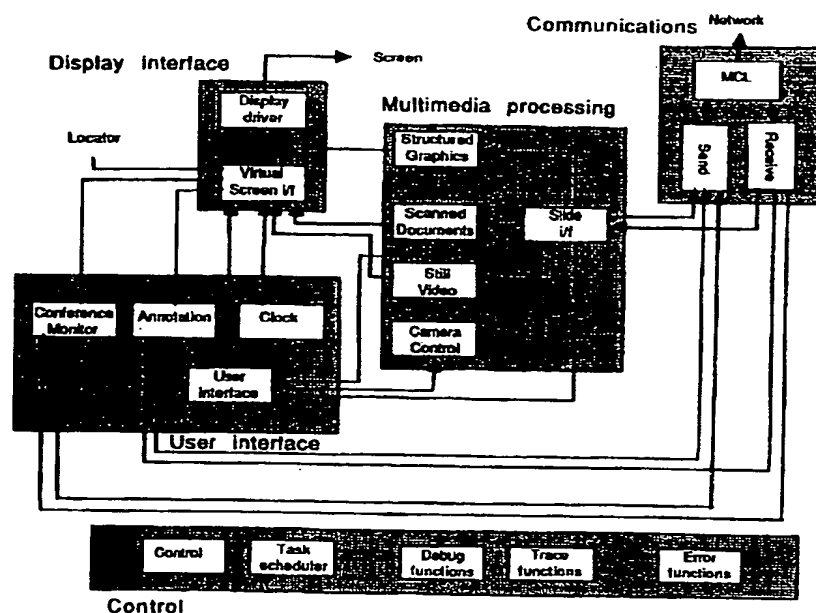 Communications
Network
MCL
Send
Receive
Display interface
Screen
Display
driver
Locator
Virtual
Screen i/f
Multimedia processing
Structured
Graphics
Scanned
Documents
Slide
i/f
Still
Video
Camera
Control
Conference
Monitor
Annotation
Clock
User
interface
User interface
Control
Task
scheduler
Debug
functions
Trace
functions
Error
functions
Control